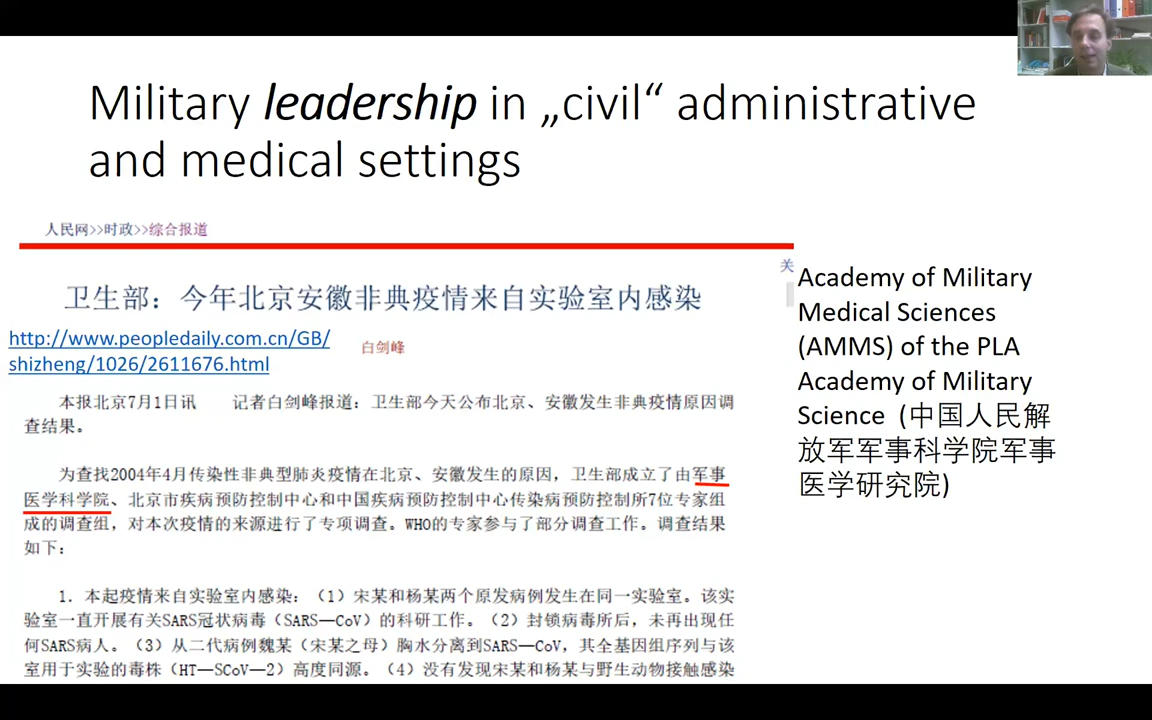 Military leadership in „civil“ administrative
and medical settings
人民网>>时政>>综合报道
关
卫生部：今年北京安徽非典疫情来自实验室内感染
http://www.peopledaily.com.cn/GB/
shizheng/1026/2611676.html
白剑峰
本报北京7月1日讯 记者白剑峰报道：卫生部今天公布北京、安徽发生非典疫情原因调
查结果。
为查找2004年4月传染性非典型肺炎疫情在北京、安徽发生的原因，卫生部成立了由军事
医学科学院、北京市疾病预防控制中心和中国疾病预防控制中心传染病预防控制所7位专家组
成的调查组，对本次疫情的来源进行了专项调查。WHO的专家参与了部分调查工作。调查结果
如下：
1．本起疫情来自实验室内感染：（1）宋某和杨某两个原发病例发生在同一实验室。该实
验室一直开展有关SARS冠状病毒（SARS—CoV）的科研工作。（2）封锁病毒所后，未再出现任
何SARS病人。（3）从二代病例魏某（宋某之母）胸水分离到SARS—CoV，其全基因组序列与该
室用于实验的毒株（HT—SCoV—2）高度同源。（4）没有发现宋某和杨某与野生动物接触感染
Academy of Military
Medical Sciences
(AMMS) of the PLA
Academy of Military
Science (中国人民解
放军军事科学院军事
医学研究院)